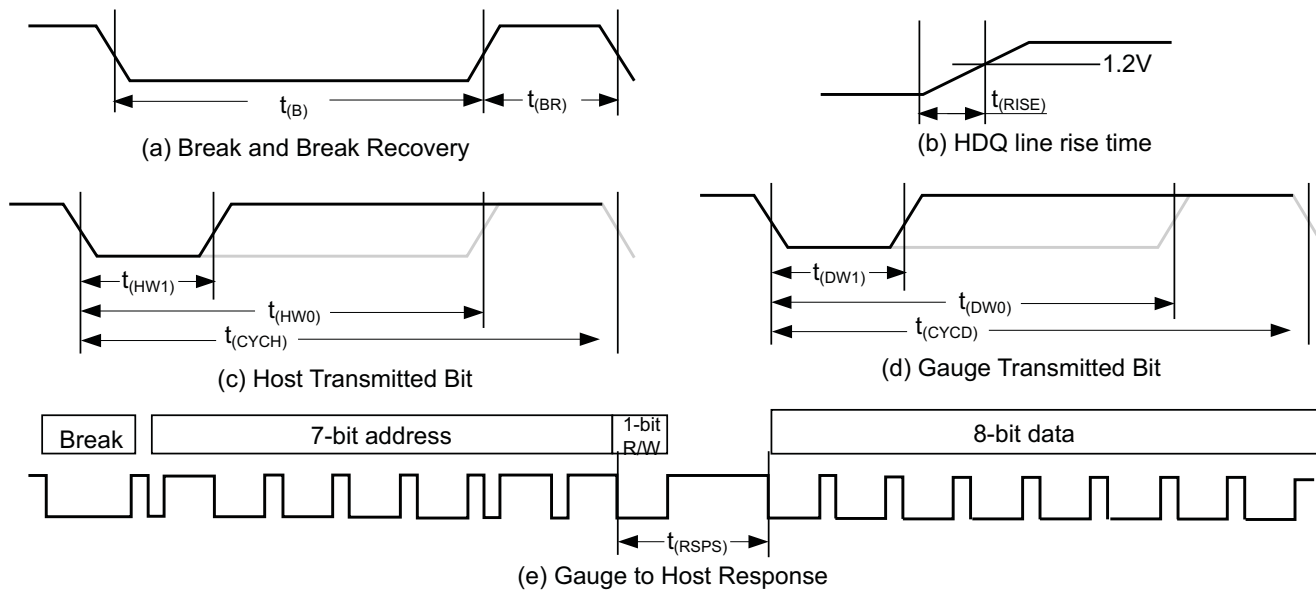 t(B)
t(BR)
(a) Break and Break Recovery
1.2V
t(RISE)
(b) HDQ line rise time
t(HW1)
t(HW0)
t(CYCH)
(c) Host Transmitted Bit
t(DW1)
t(DW0)
t(CYCD)
(d) Gauge Transmitted Bit
Break
7-bit address
1-bit
R/W
8-bit data
t(RSPS)
(e) Gauge to Host Response